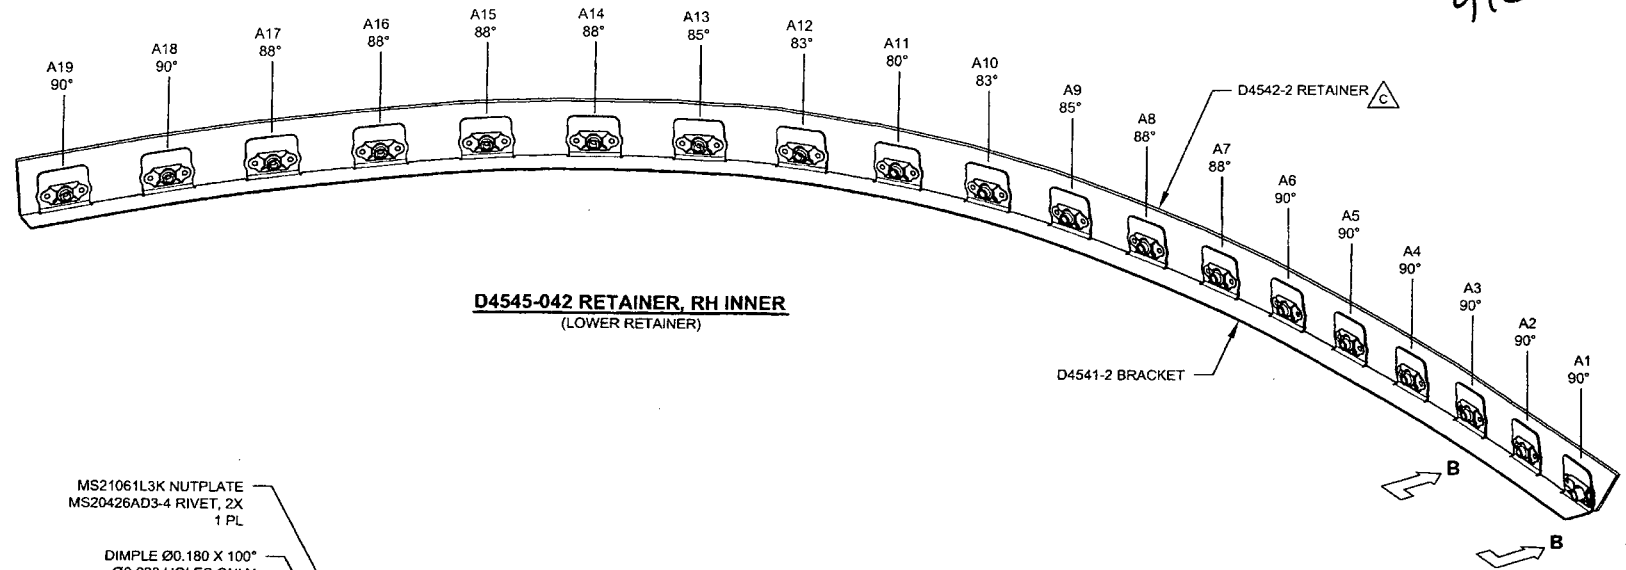 A19
90°
A18
90°
A17
88°
A16
88°
A15
88°
A14
88°
A13
85°
A12
83°
A11
80°
A10
83°
A9
85°
A8
88°
A7
88°
A6
90°
A5
90°
A4
90°
A3
90°
A2
90°
A1
90°
D4542-2 RETAINER C
D4545-042 RETAINER, RH INNER
(LOWER RETAINER)
D4541-2 BRACKET
B
B
MS21061L3K NUTPLATE
MS20426AD3-4 RIVET, 2X
1 PL
DIMPLE Ø0.180 X 100°